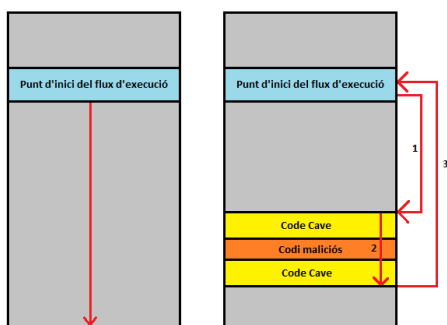 Punt d'inici del flux d'execució
Punt d'inici del flux d'execució
1
3
Code Cave
Codi maliciós
2
Code Cave